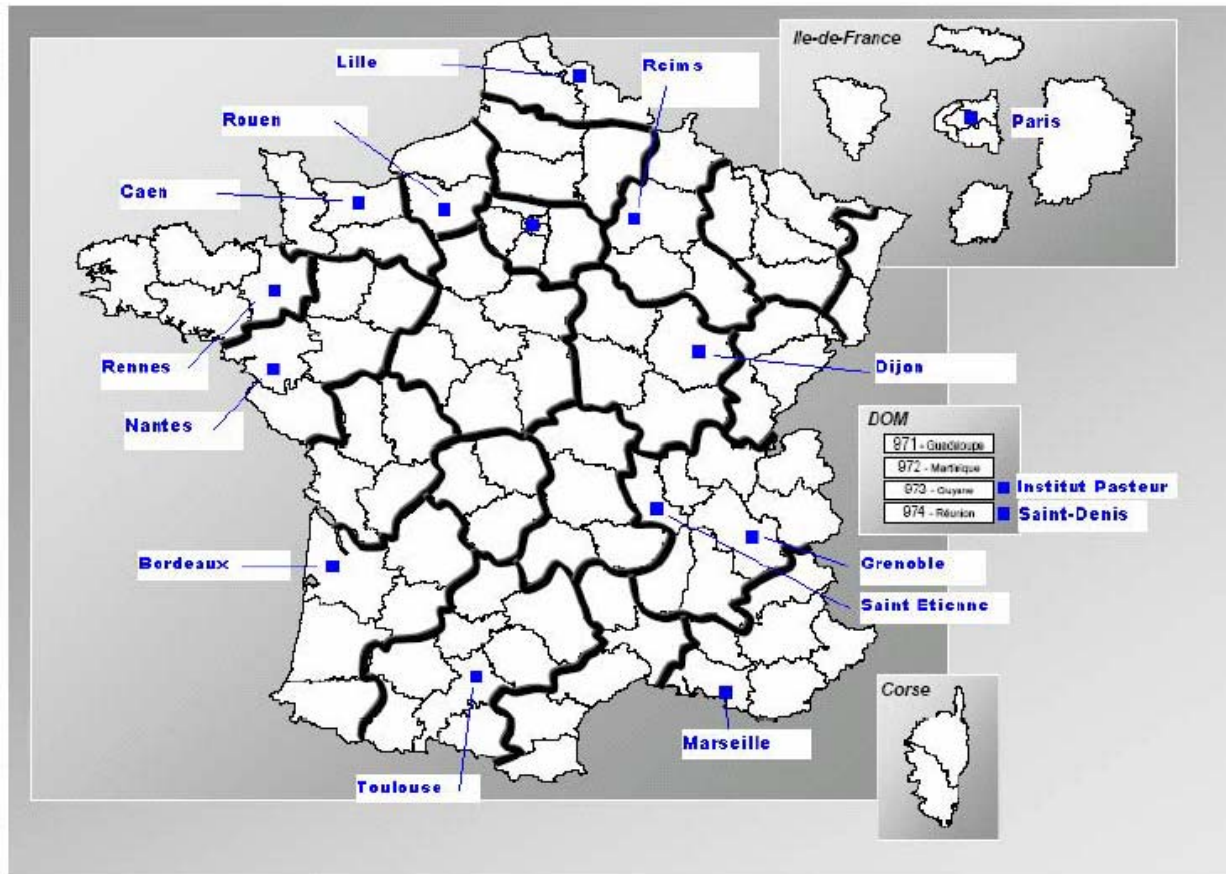 Ile-de-France
Lille
Reims
Rouen
Paris
Caen
Rennes
Dijon
Nantes
DOM
971 - Guadeloupe
972 - Martinique
973 - Guyane
Institut Pasteur
974 - Réunion
Saint-Denis
Bordeaux
Grenoble
Saint Etienne
Corse
Marseille
Toulouse